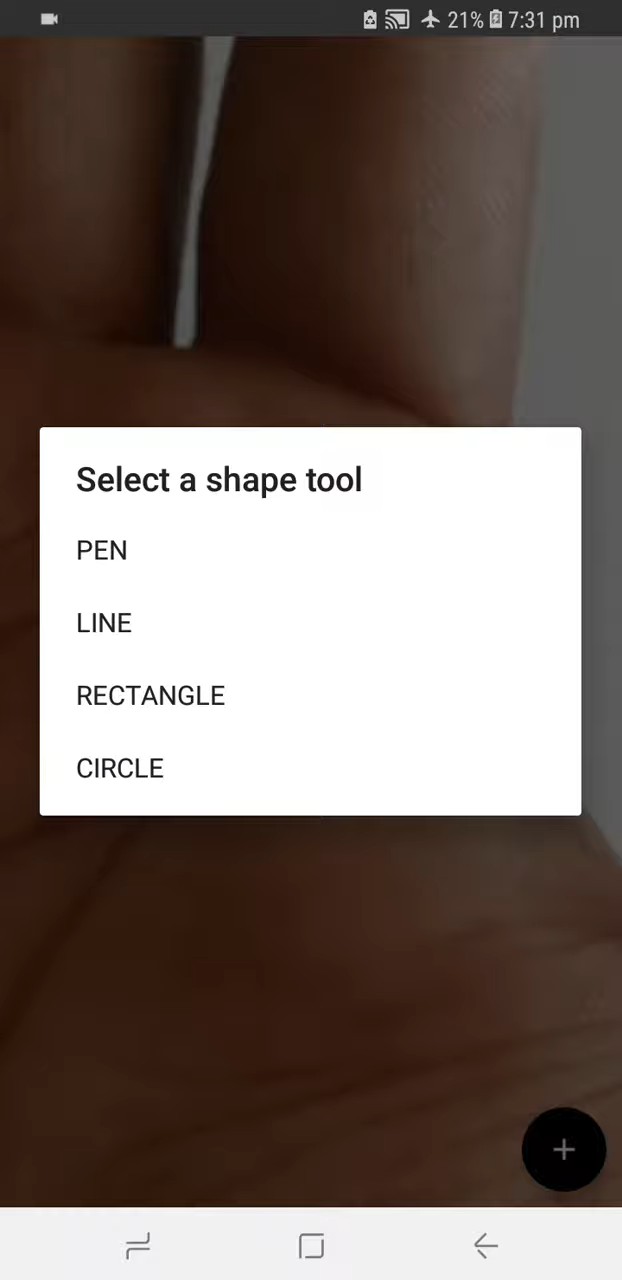 21% 7:31 pm
Select a shape tool
PEN
LINE
RECTANGLE
CIRCLE